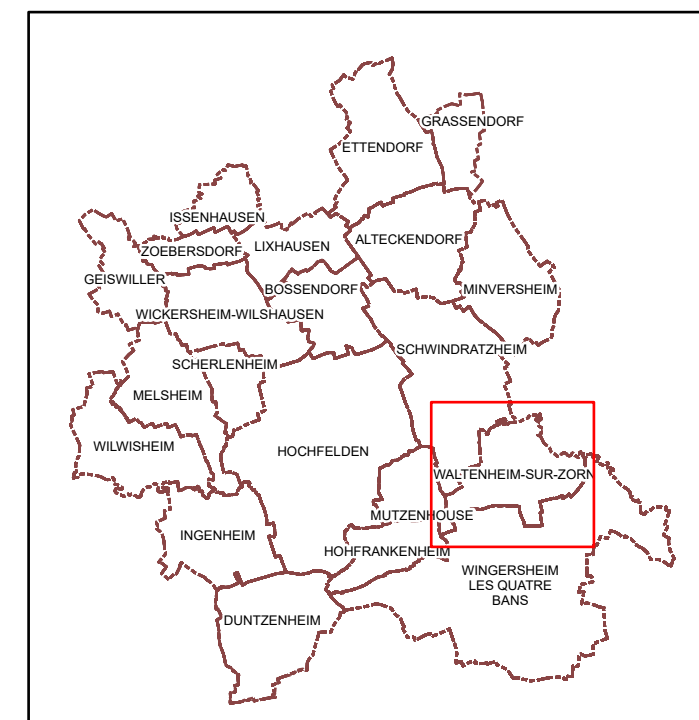 GRASSENDORF
ETTENDORF
ISSENHAUSEN
ALTECKENDORF
ZOEBERSDORF
LIXHAUSEN
GEISWILLER
BOSSENDORF
MINVERSHEIM
WICKERSHEIM-WILSHAUSEN
SCHWINDRATZHEIM
SCHERLENHEIM
MELSHEIM
WILWISHEIM
HOCHFELDEN
WALTENHEIM-SUR-ZORN
MUTZENHOUSE
INGENHEIM
HOHFRANKENHEIM
WINGERSHEIM
LES QUATRE
BANS
DUNTZENHEIM